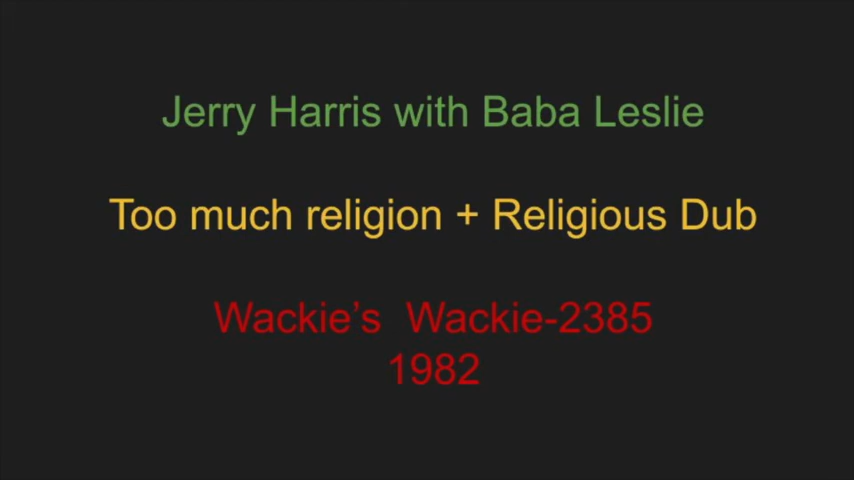 Jerry Harris with Baba Leslie
Too much religion + Religious Dub
Wackie’s  Wackie-2385
1982